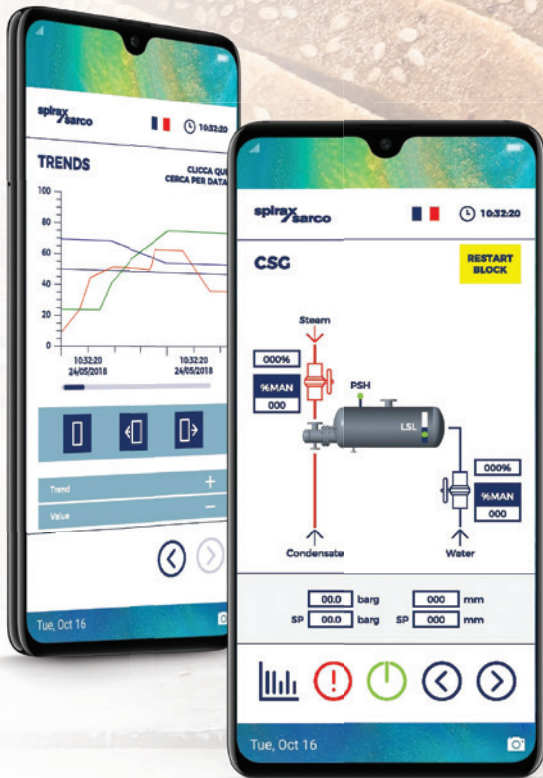 spirax
sarco
10:32:20
TRENDS
CLICCA QUI
CERCA PER DATA
100
80
60
40
20
0
10:32:20
24/05/2018
10:32:20
24/05/2018
Trend
Value
Tue, Oct 16
spirax
sarco
10:32:20
CSG
RESTART
BLOCK
Steam
000%
%MAN
000
PSH
LSL
000%
%MAN
000
Condensate
Water
00.0 barg
000 mm
SP 00.0 barg
SP 000 mm
Tue, Oct 16